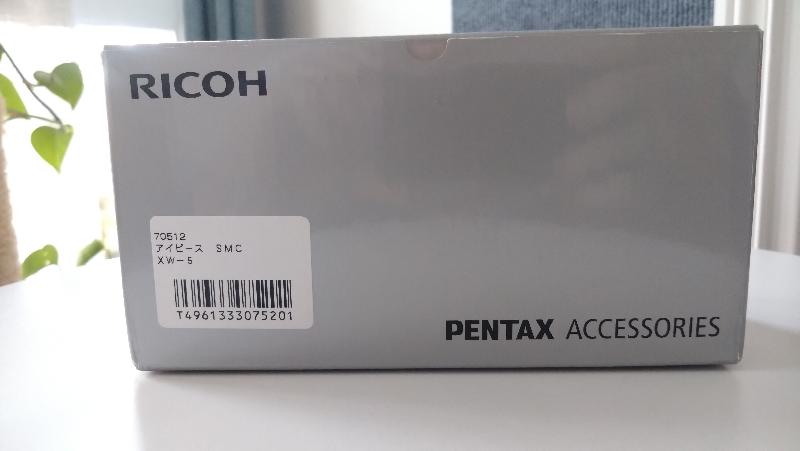 RICOH
70512
アイピース　SMC
XW-5
T4961333075201
PENTAX ACCESSORIES